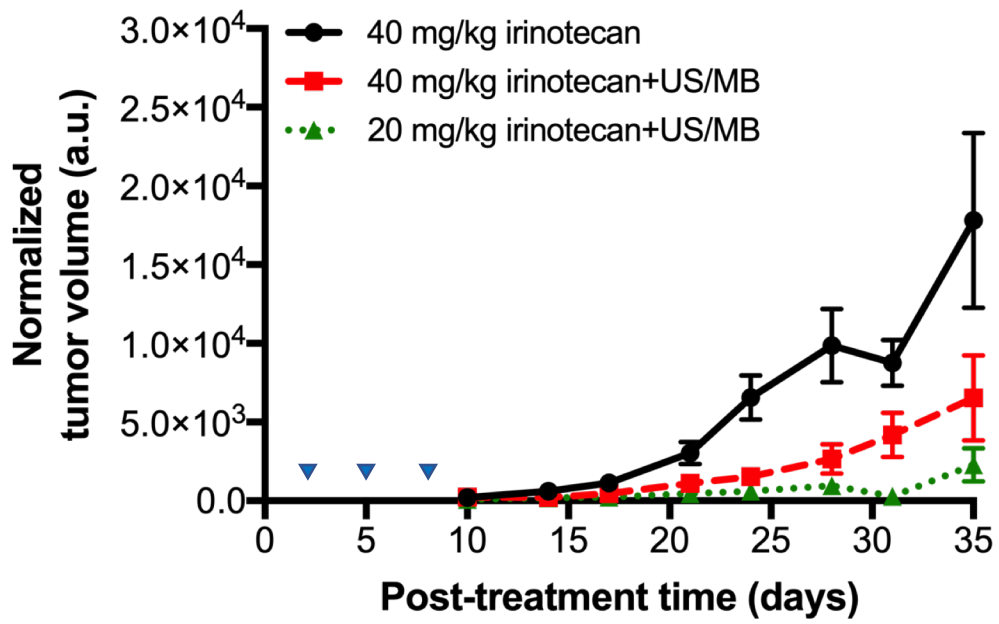 3.0×10⁴
2.5×10⁴
2.0×10⁴
1.5×10⁴
1.0×10⁴
5.0×10³
0.0
Normalized
tumor volume (a.u.)
40 mg/kg irinotecan
40 mg/kg irinotecan+US/MB
20 mg/kg irinotecan+US/MB
0 5 10 15 20 25 30 35
Post-treatment time (days)